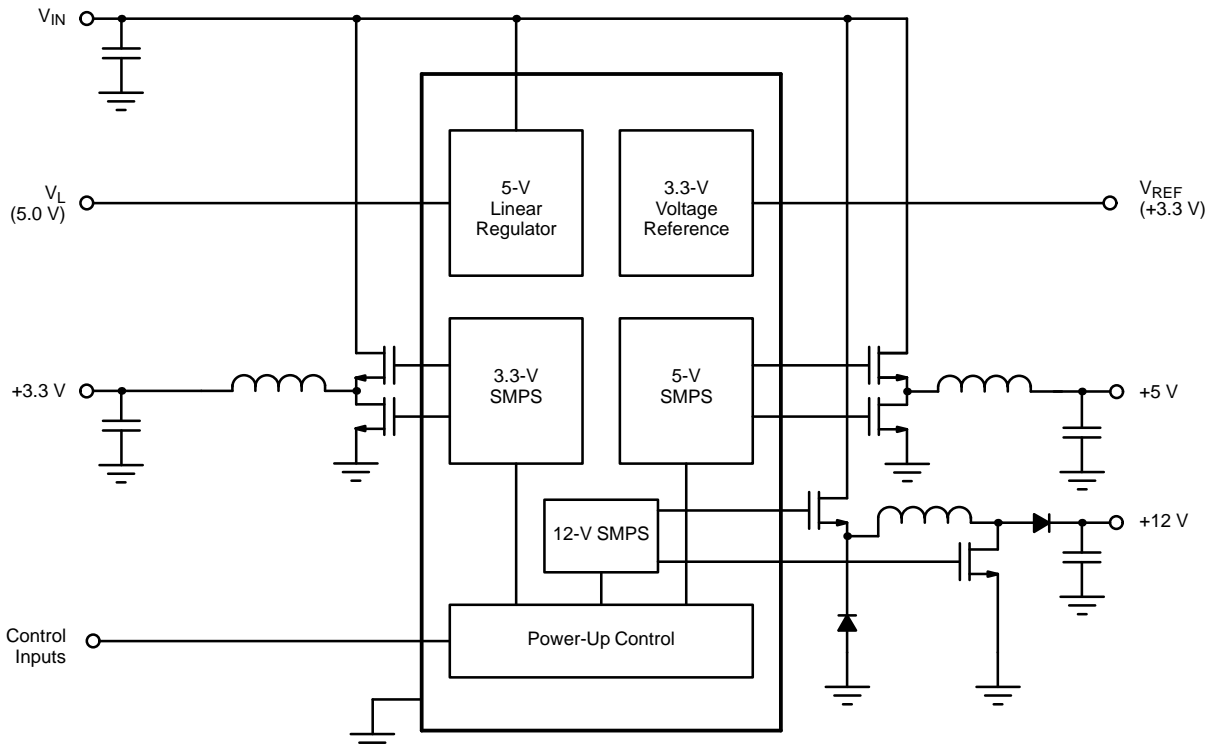 VIN
VL
(5.0 V)
5-V
Linear
Regulator
3.3-V
Voltage
Reference
VREF
(+3.3 V)
+3.3 V
3.3-V
SMPS
5-V
SMPS
+5 V
12-V SMPS
+12 V
Control
Inputs
Power-Up Control